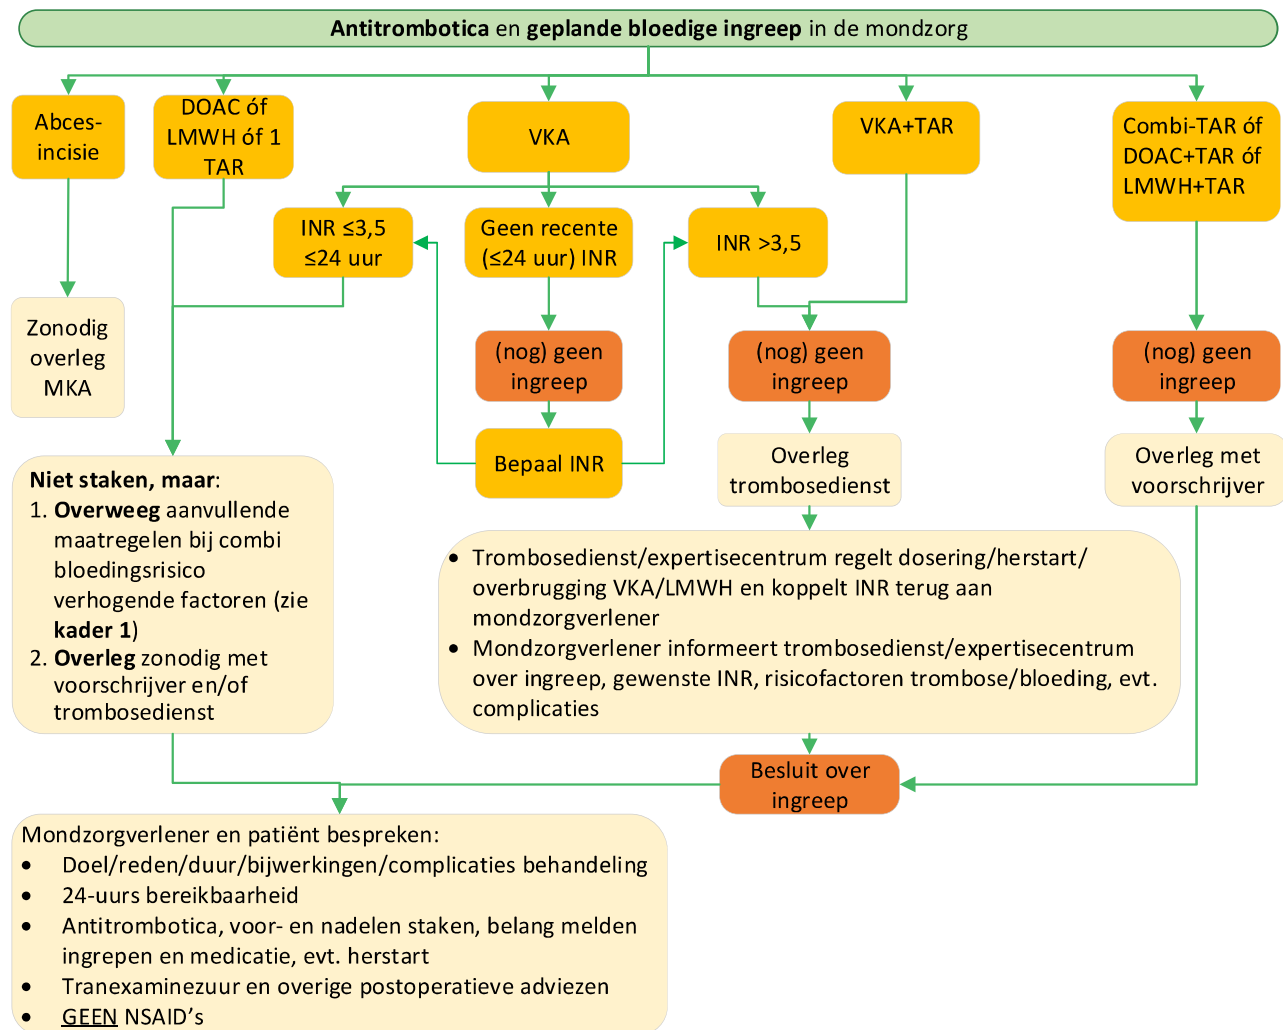 Antitrombotica en geplande bloedige ingreep in de mondzorg
Abces-
incisie
DOAC óf
LMWH óf 1
TAR
VKA
VKA+TAR
Combi-TAR óf
DOAC+TAR óf
LMWH+TAR
INR ≤3,5
≤24 uur
Geen recente
(≤24 uur) INR
INR >3,5
Zonodig
overleg
MKA
(nog) geen
ingreep
(nog) geen
ingreep
(nog) geen
ingreep
Bepaal INR
Overleg
trombosedienst
Overleg met
voorschrijver
Niet staken, maar:
1. Overweeg aanvullende
maatregelen bij combi
bloedingsrisico
verhogende factoren (zie
kader 1)
2. Overleg zonodig met
voorschrijver en/of
trombosedienst
• Trombosedienst/expertisecentrum regelt dosering/herstart/
overbrugging VKA/LMWH en koppelt INR terug aan
mondzorgverlener
• Mondzorgverlener informeert trombosedienst/expertisecentrum
over ingreep, gewenste INR, risicofactoren trombose/bloeding, evt.
complicaties
Besluit over
ingreep
Mondzorgverlener en patiënt bespreken:
• Doel/reden/duur/bijwerkingen/complicaties behandeling
• 24-uurs bereikbaarheid
• Antitrombotica, voor- en nadelen staken, belang melden
ingrepen en medicatie, evt. herstart
• Tranexaminezuur en overige postoperatieve adviezen
• GEEN NSAID's